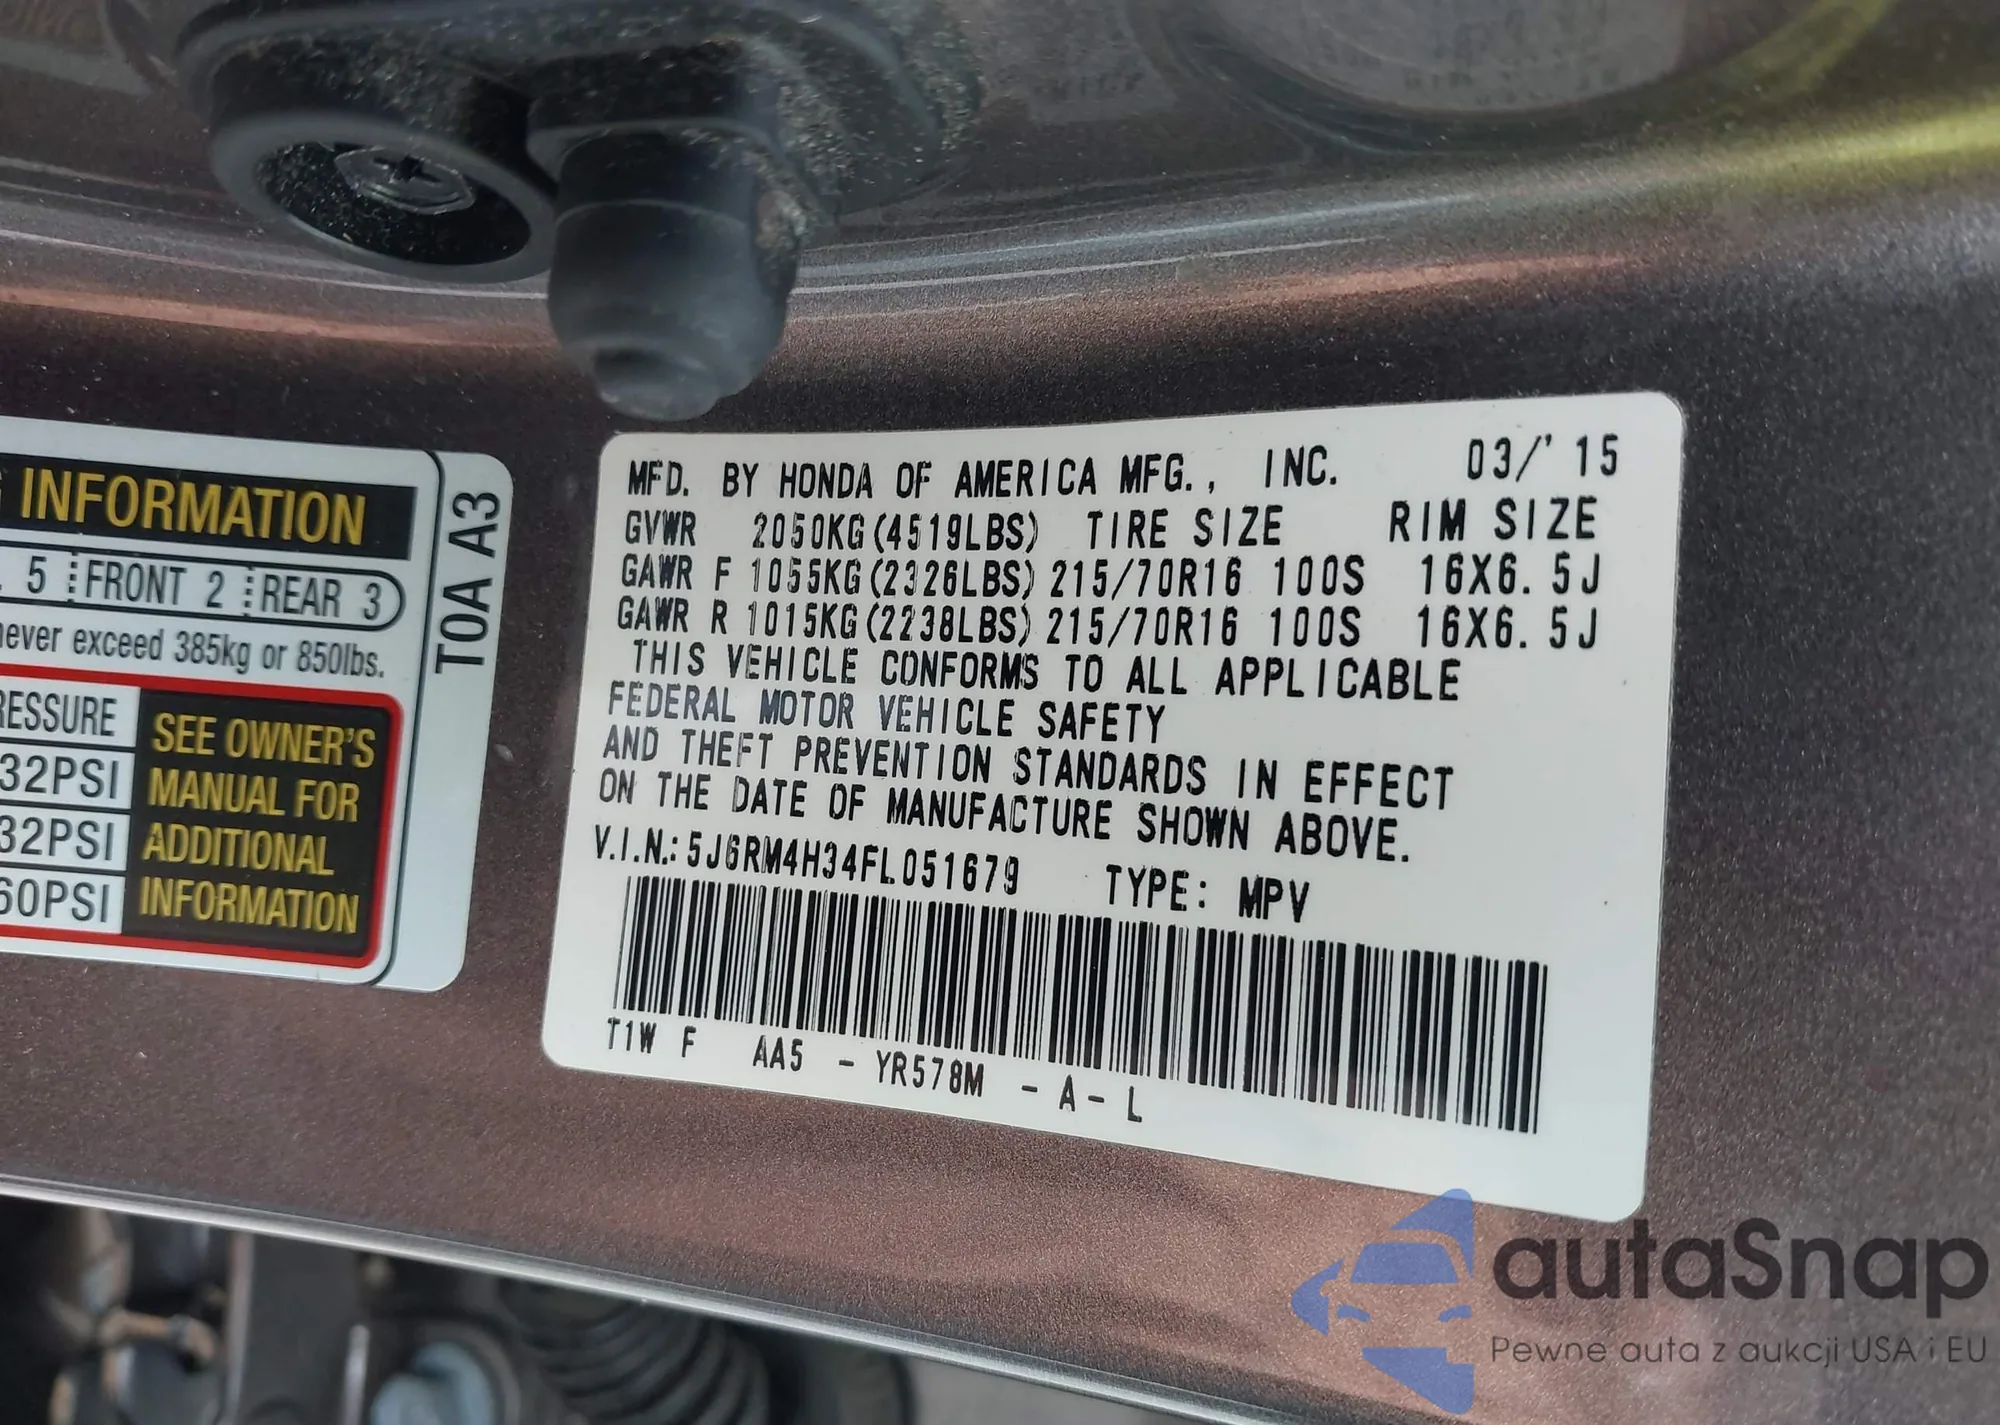 INFORMATION
5 FRONT 2 REAR 3
never exceed 385kg or 850lbs.
RESSURE
32PSI
32PSI
60PSI
SEE OWNER'S
MANUAL FOR
ADDITIONAL
INFORMATION
T0A A3
MFD. BY HONDA OF AMERICA MFG., INC. 03/'15
GVWR 2050KG(4519LBS) TIRE SIZE RIM SIZE
GAWR F 1055KG(2326LBS) 215/70R16 100S 16X6.5J
GAWR R 1015KG(2238LBS) 215/70R16 100S 16X6.5J
THIS VEHICLE CONFORMS TO ALL APPLICABLE
FEDERAL MOTOR VEHICLE SAFETY
AND THEFT PREVENTION STANDARDS IN EFFECT
ON THE DATE OF MANUFACTURE SHOWN ABOVE.
V.I.N.: 5J6RM4H34FL051679 TYPE: MPV
T1W F AA5 - YR578M - A - L
autaSnap
Pewne auta z aukcji USA i EU